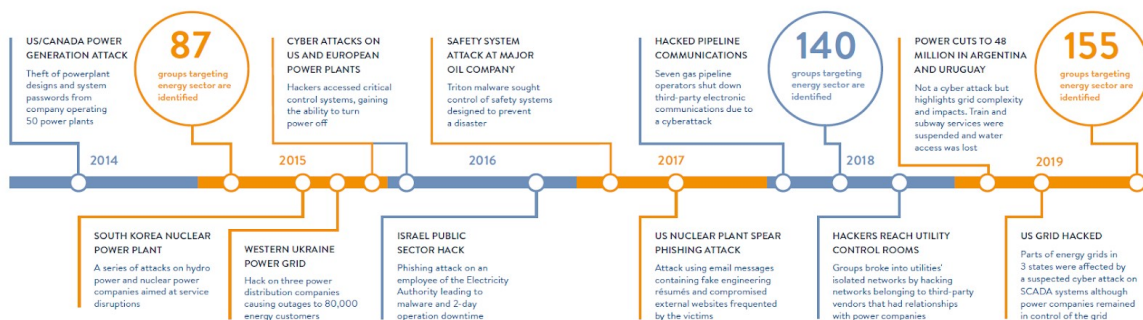 US/CANADA POWER
GENERATION ATTACK
Theft of powerplant
designs and system
passwords from
company operating
50 power plants
87
groups targeting
energy sector are
identified
CYBER ATTACKS ON
US AND EUROPEAN
POWER PLANTS
Hackers accessed critical
control systems, gaining
the ability to turn
power off
SAFETY SYSTEM
ATTACK AT MAJOR
OIL COMPANY
Triton malware sought
control of safety systems
designed to prevent
a disaster
HACKED PIPELINE
COMMUNICATIONS
Seven gas pipeline
operators shut down
third-party electronic
communications due to
a cyberattack
140
groups targeting
energy sector are
identified
POWER CUTS TO 48
MILLION IN ARGENTINA
AND URUGUAY
Not a cyber attack but
highlights grid complexity
and impacts. Train and
subway services were
suspended and water
access was lost
155
groups targeting
energy sector are
identified
2014
2015
2016
2017
2018
2019
SOUTH KOREA NUCLEAR
POWER PLANT
A series of attacks on hydro
power and nuclear power
companies aimed at service
disruptions
WESTERN UKRAINE
POWER GRID
Hack on three power
distribution companies
causing outages to 80,000
energy customers
ISRAEL PUBLIC
SECTOR HACK
Phishing attack on an
employee of the Electricity
Authority leading to
malware and 2-day
operation downtime
US NUCLEAR PLANT SPEAR
PHISHING ATTACK
Attack using email messages
containing fake engineering
résumés and compromised
external websites frequented
by the victims
HACKERS REACH UTILITY
CONTROL ROOMS
Groups broke into utilities'
isolated networks by hacking
networks belonging to third-party
vendors that had relationships
with power companies
US GRID HACKED
Parts of energy grids in
3 states were affected by
a suspected cyber attack on
SCADA systems although
power companies remained
in control of the grid